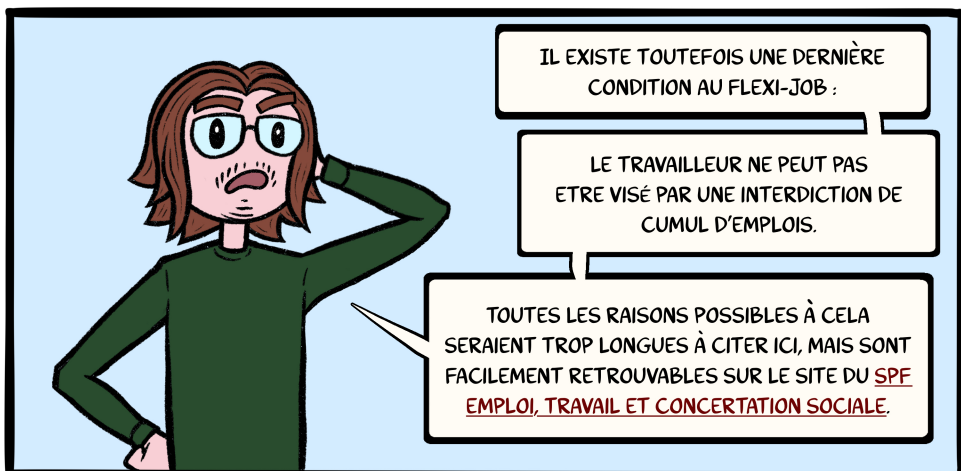 IL EXISTE TOUTEFOIS UNE DERNIÈRE
CONDITION AU FLEXI-JOB :
LE TRAVAILLEUR NE PEUT PAS
ETRE VISÉ PAR UNE INTERDICTION DE
CUMUL D'EMPLOIS.
TOUTES LES RAISONS POSSIBLES À CELA
SERAIENT TROP LONGUES À CITER ICI, MAIS SONT
FACILEMENT RETROUVABLES SUR LE SITE DU SPF
EMPLOI, TRAVAIL ET CONCERTATION SOCIALE.